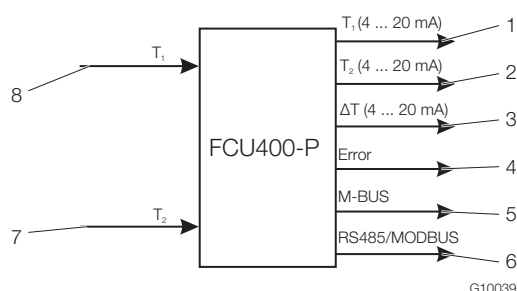 T₁ (4 ... 20 mA) 1
T₁
T₂ (4 ... 20 mA) 2
8
ΔT (4 ... 20 mA) 3
FCU400-P
Error 4
M-BUS 5
T₂
7
RS485/MODBUS 6
G10039